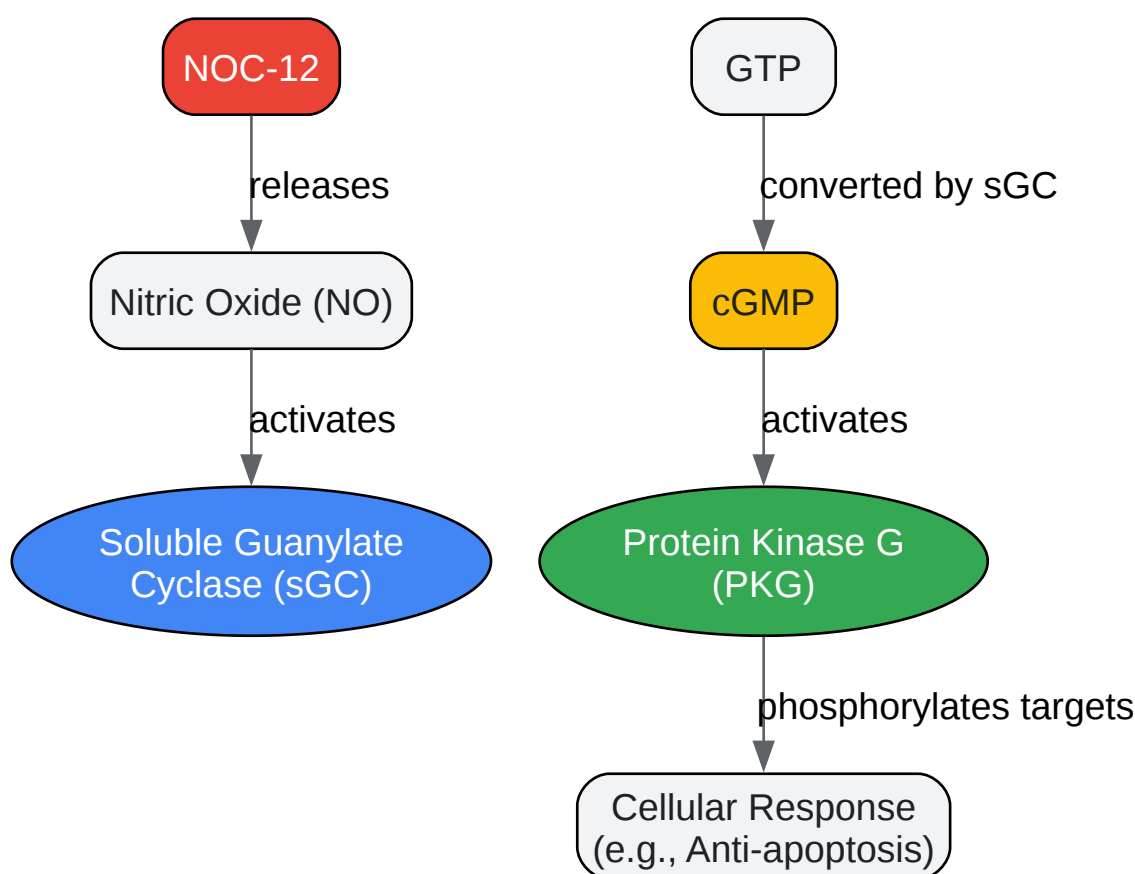 NOC-12
releases
Nitric Oxide (NO)
activates
Soluble Guanylate
Cyclase (sGC)
GTP
converted by sGC
cGMP
activates
Protein Kinase G
(PKG)
phosphorylates targets
Cellular Response
(e.g., Anti-apoptosis)